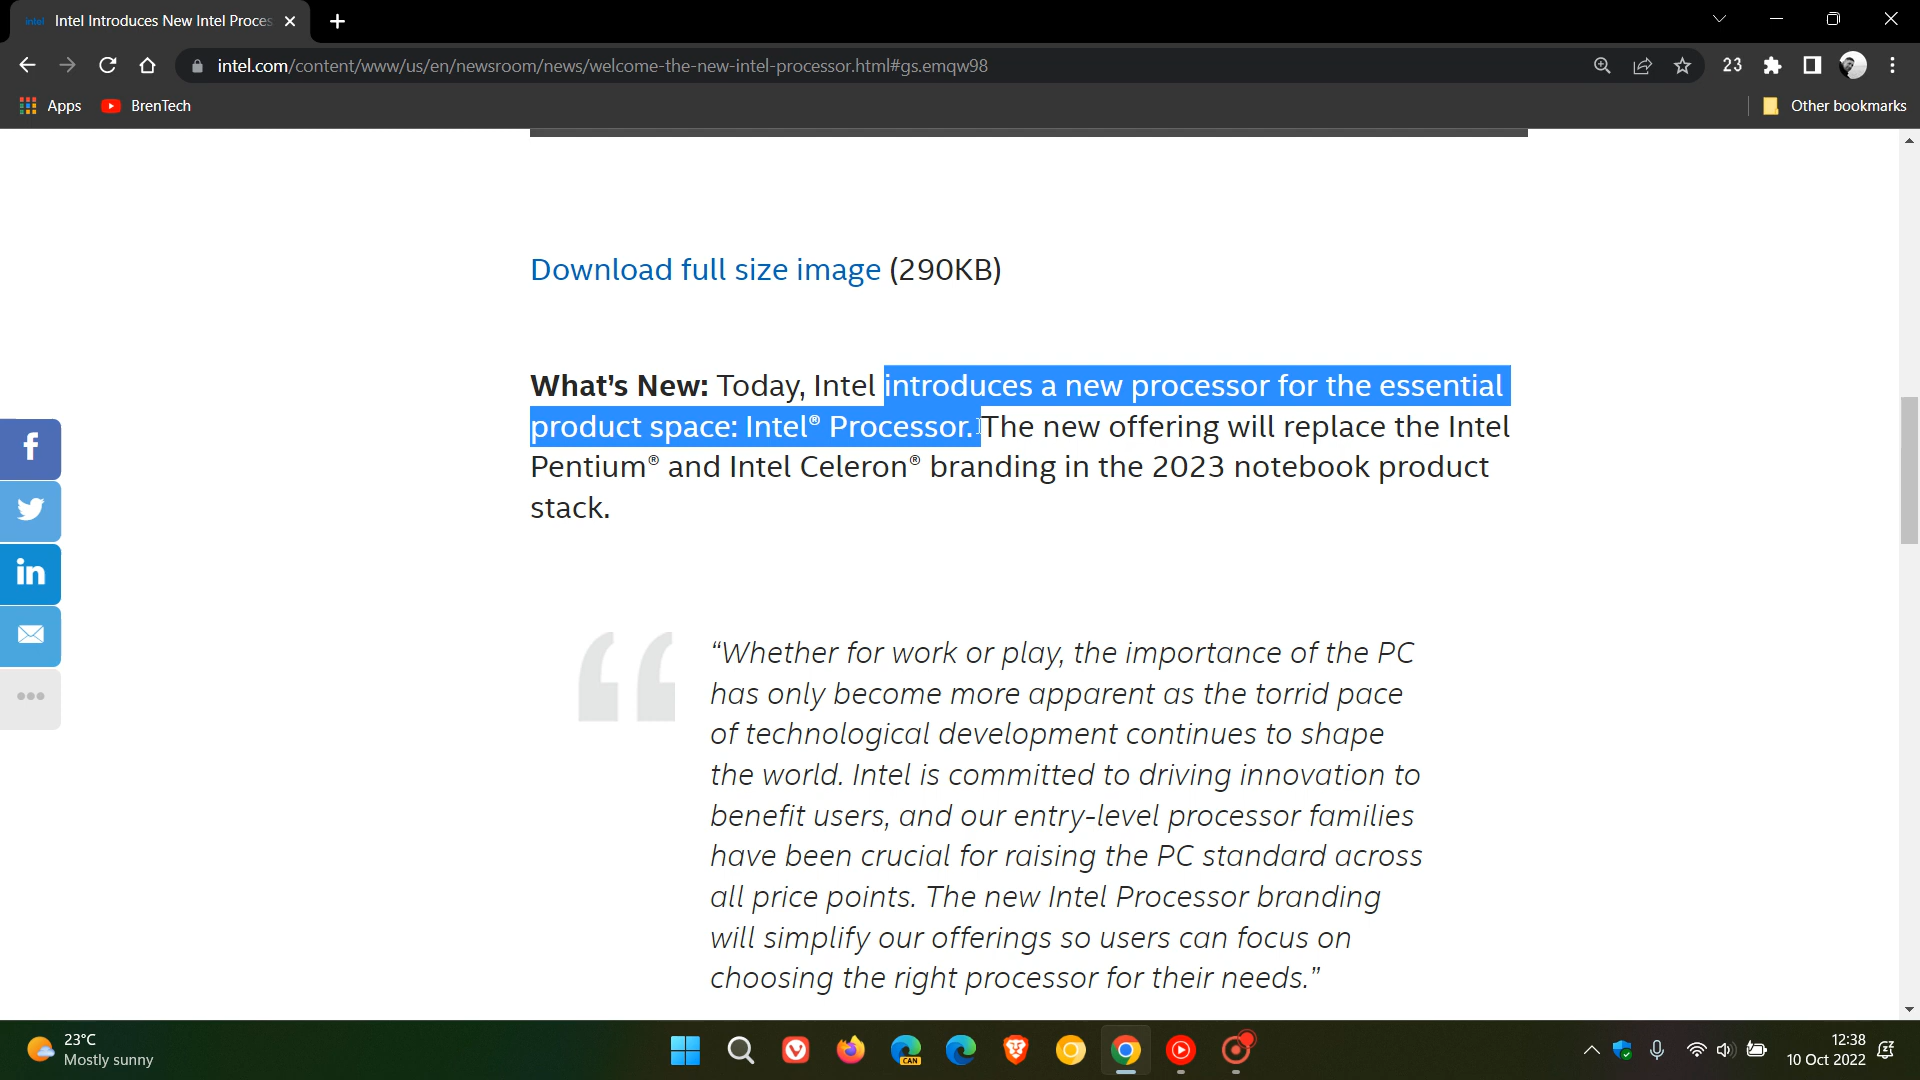 intel Intel Introduces New Intel Proces
intel.com/content/www/us/en/newsroom/news/welcome-the-new-intel-processor.html#gs.emqw98
23
Apps BrenTech Other bookmarks
Download full size image (290KB)
What’s New: Today, Intel introduces a new processor for the essential
product space: Intel® Processor. The new offering will replace the Intel
Pentium® and Intel Celeron® branding in the 2023 notebook product
stack.
f
in
“
“Whether for work or play, the importance of the PC
has only become more apparent as the torrid pace
of technological development continues to shape
the world. Intel is committed to driving innovation to
benefit users, and our entry-level processor families
have been crucial for raising the PC standard across
all price points. The new Intel Processor branding
will simplify our offerings so users can focus on
choosing the right processor for their needs.”
23°C
Mostly sunny
CAN
12:38
10 Oct 2022